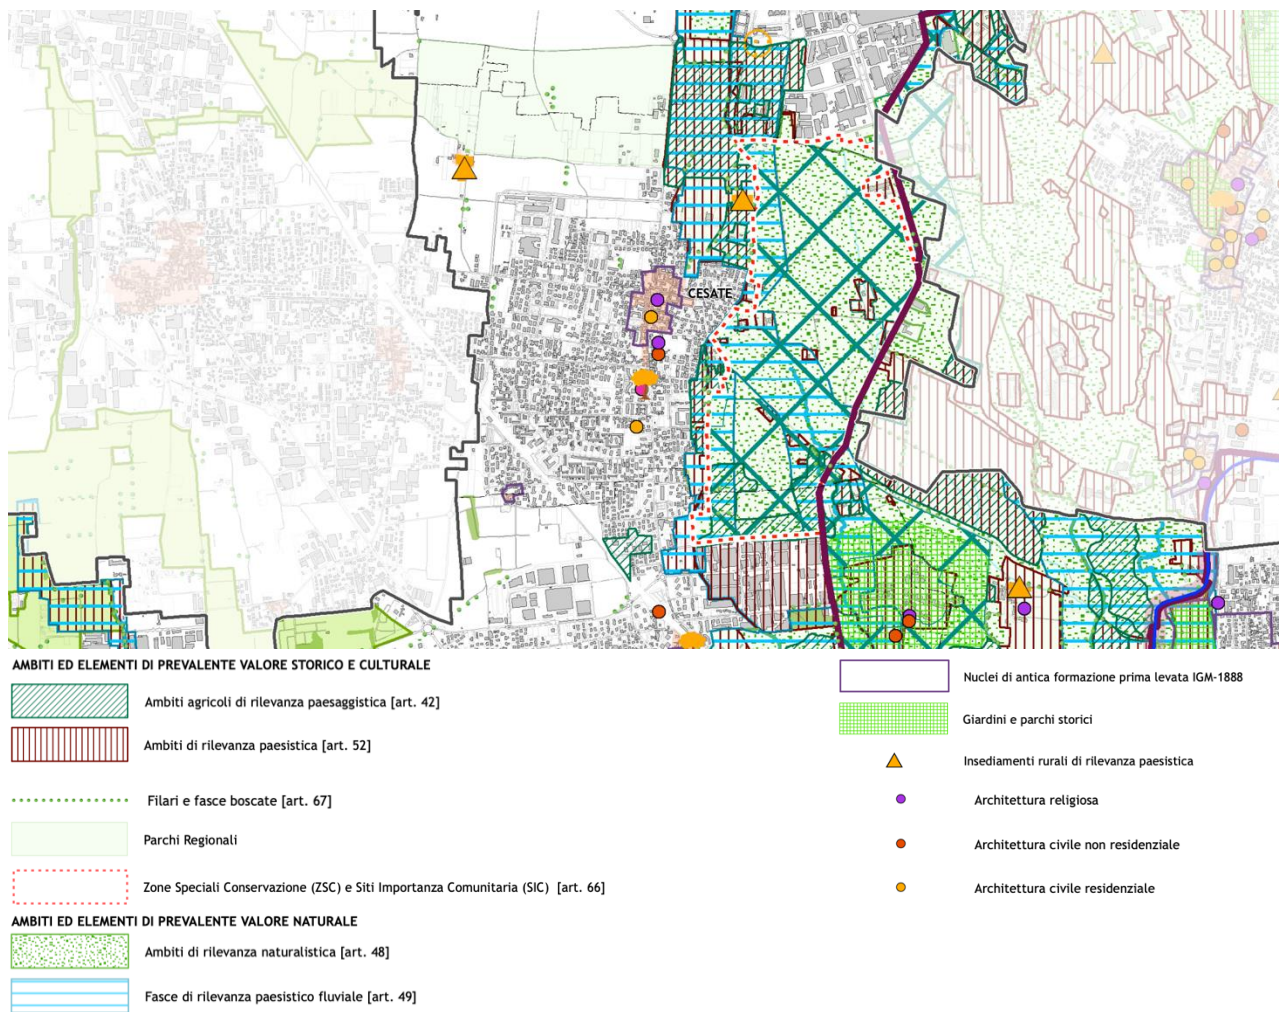 CESATE
AMBITI ED ELEMENTI DI PREVALENTE VALORE STORICO E CULTURALE
Ambiti agricoli di rilevanza paesaggistica [art. 42]
Ambiti di rilevanza paesistica [art. 52]
Filari e fasce boscate [art. 67]
Parchi Regionali
Zone Speciali Conservazione (ZSC) e Siti Importanza Comunitaria (SIC) [art. 66]
AMBITI ED ELEMENTI DI PREVALENTE VALORE NATURALE
Ambiti di rilevanza naturalistica [art. 48]
Fasce di rilevanza paesistico fluviale [art. 49]
Nuclei di antica formazione prima levata IGM-1888
Giardini e parchi storici
Insediamenti rurali di rilevanza paesistica
Architettura religiosa
Architettura civile non residenziale
Architettura civile residenziale